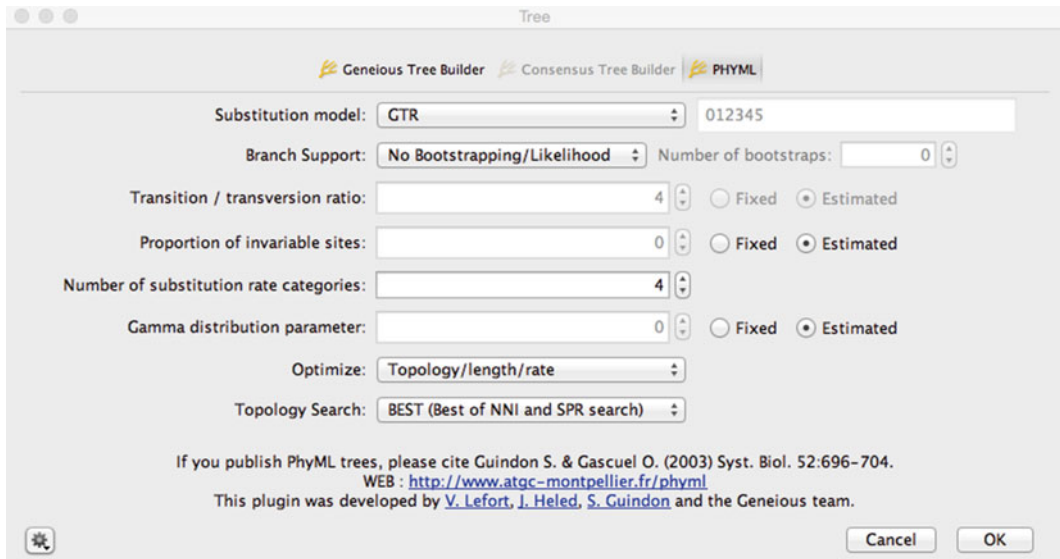 Tree
Geneious Tree Builder Consensus Tree Builder PHYML
Substitution model: GTR 012345
Branch Support: No Bootstrapping/Likelihood Number of bootstraps: 0
Transition / transversion ratio: 4 Fixed Estimated
Proportion of invariable sites: 0 Fixed Estimated
Number of substitution rate categories: 4
Gamma distribution parameter: 0 Fixed Estimated
Optimize: Topology/length/rate
Topology Search: BEST (Best of NNI and SPR search)
If you publish PhyML trees, please cite Guindon S. & Gascuel O. (2003) Syst. Biol. 52:696-704.
WEB : http://www.atgc-montpellier.fr/phyml
This plugin was developed by V. Lefort, J. Heled, S. Guindon and the Geneious team.
Cancel OK